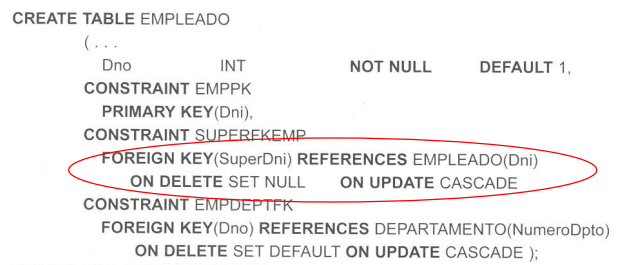 CREATE TABLE EMPLEADO
( . . .
Dno INT NOT NULL DEFAULT 1,
CONSTRAINT EMPPK
PRIMARY KEY(Dni),
CONSTRAINT SUPERFKEMP
FOREIGN KEY(SuperDni) REFERENCES EMPLEADO(Dni)
ON DELETE SET NULL ON UPDATE CASCADE
CONSTRAINT EMPDEPTFK
FOREIGN KEY(Dno) REFERENCES DEPARTAMENTO(NumeroDpto)
ON DELETE SET DEFAULT ON UPDATE CASCADE );